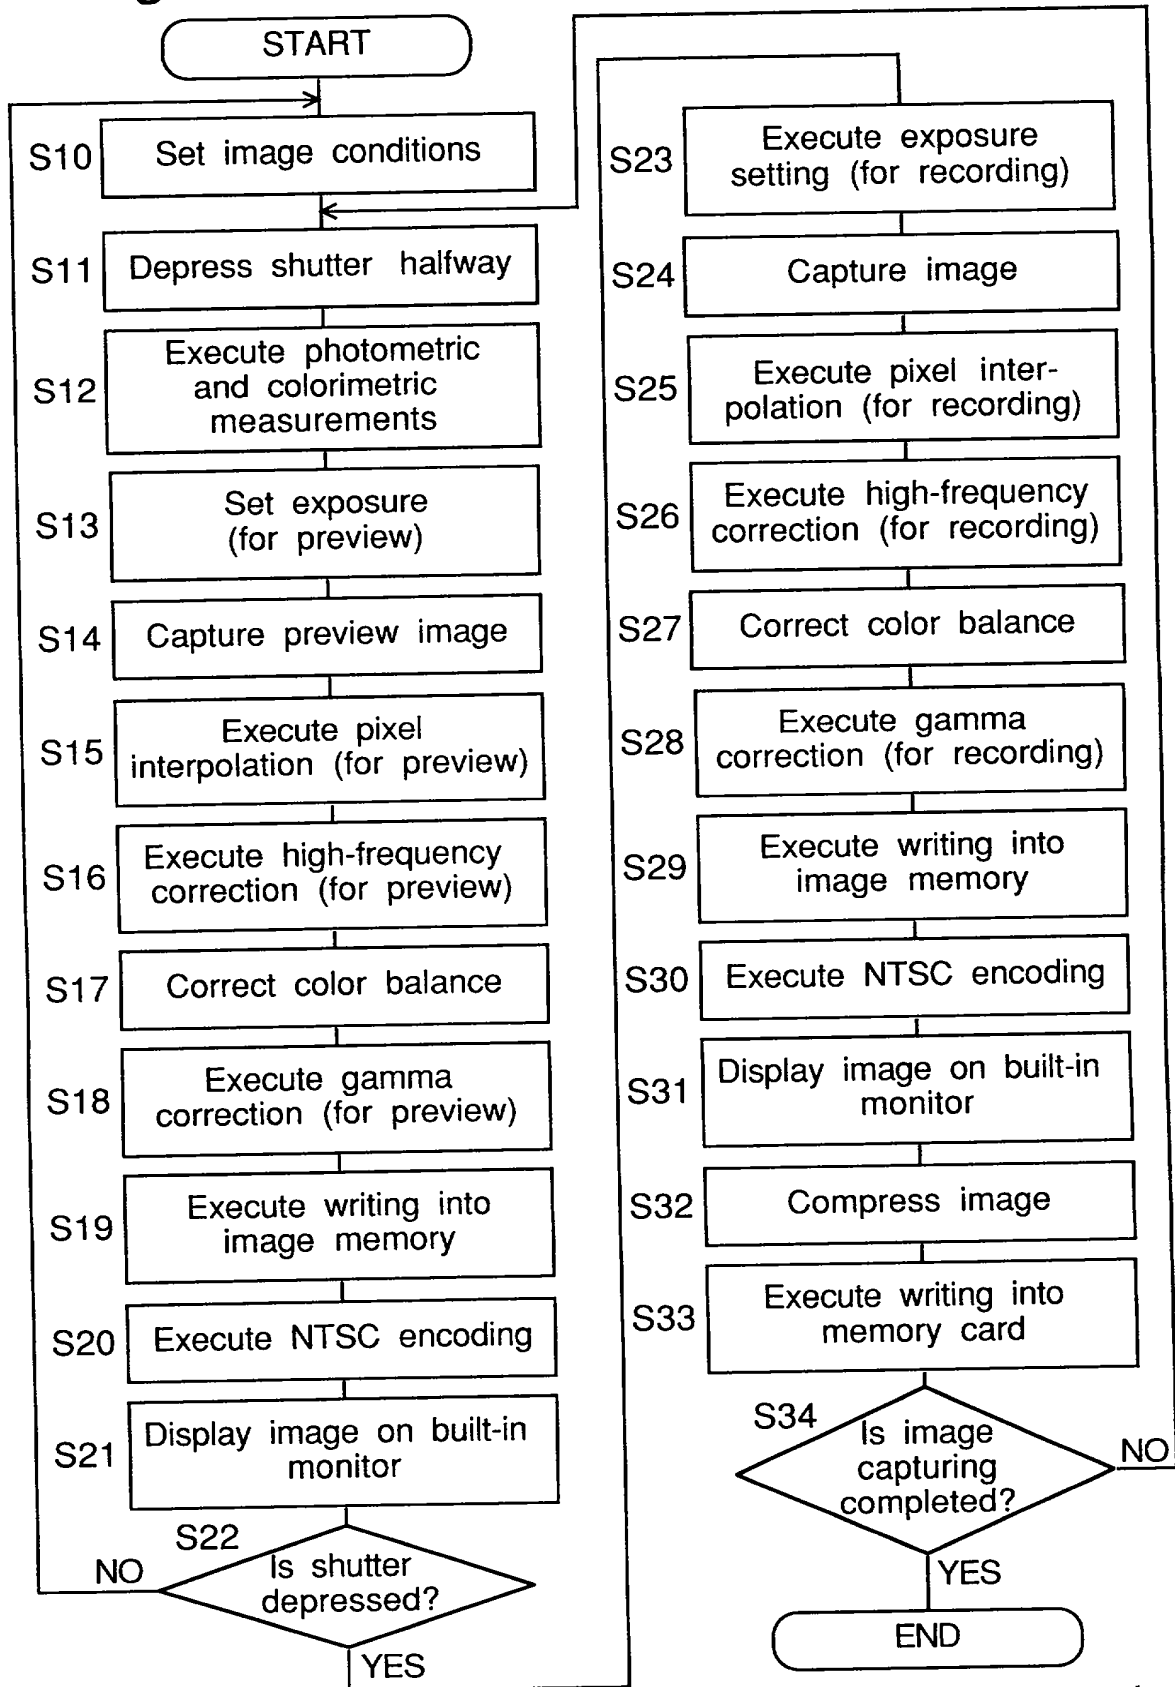 START
S10
Set image conditions
S11
Depress shutter halfway
S12
Execute photometric
and colorimetric
measurements
S13
Set exposure
(for preview)
S14
Capture preview image
S15
Execute pixel
interpolation (for preview)
S16
Execute high-frequency
correction (for preview)
S17
Correct color balance
S18
Execute gamma
correction (for preview)
S19
Execute writing into
image memory
S20
Execute NTSC encoding
S21
Display image on built-in
monitor
S22
Is shutter
depressed?
NO
YES
S23
Execute exposure
setting (for recording)
S24
Capture image
S25
Execute pixel inter-
polation (for recording)
S26
Execute high-frequency
correction (for recording)
S27
Correct color balance
S28
Execute gamma
correction (for recording)
S29
Execute writing into
image memory
S30
Execute NTSC encoding
S31
Display image on built-in
monitor
S32
Compress image
S33
Execute writing into
memory card
S34
Is image
capturing
completed?
NO
YES
END